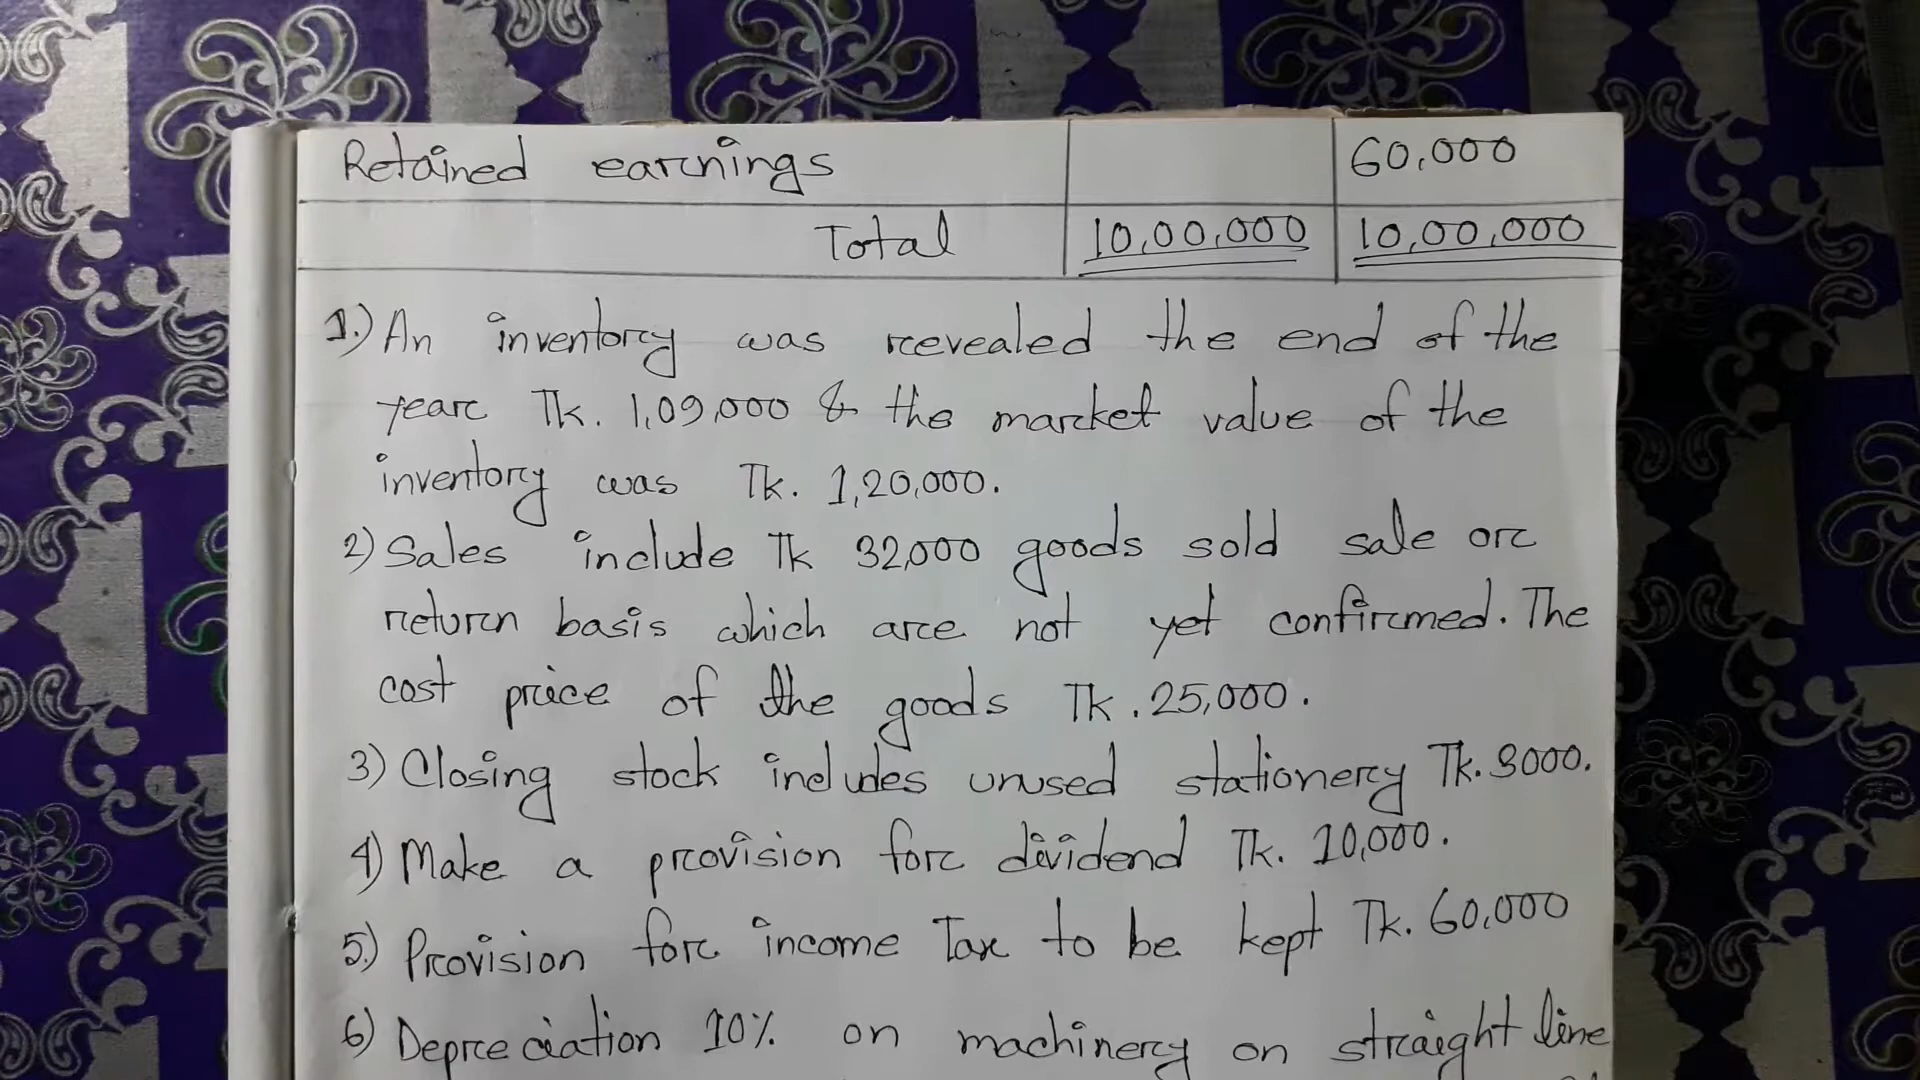 Retained earnings 60,000
Total 10,00,000 10,00,000
1.) An inventory was revealed the end of the
year Tk. 1,09,000 & the market value of the
inventory was Tk. 1,20,000.
2) Sales include Tk 32,000 goods sold sale or
return basis which are not yet confirmed. The
cost price of the goods Tk. 25,000.
3) Closing stock includes unused stationery Tk. 3000.
4) Make a provision for dividend Tk. 10,000.
5.) Provision for income Tax to be kept Tk. 60,000
6) Depreciation 10% on machinery on straight line